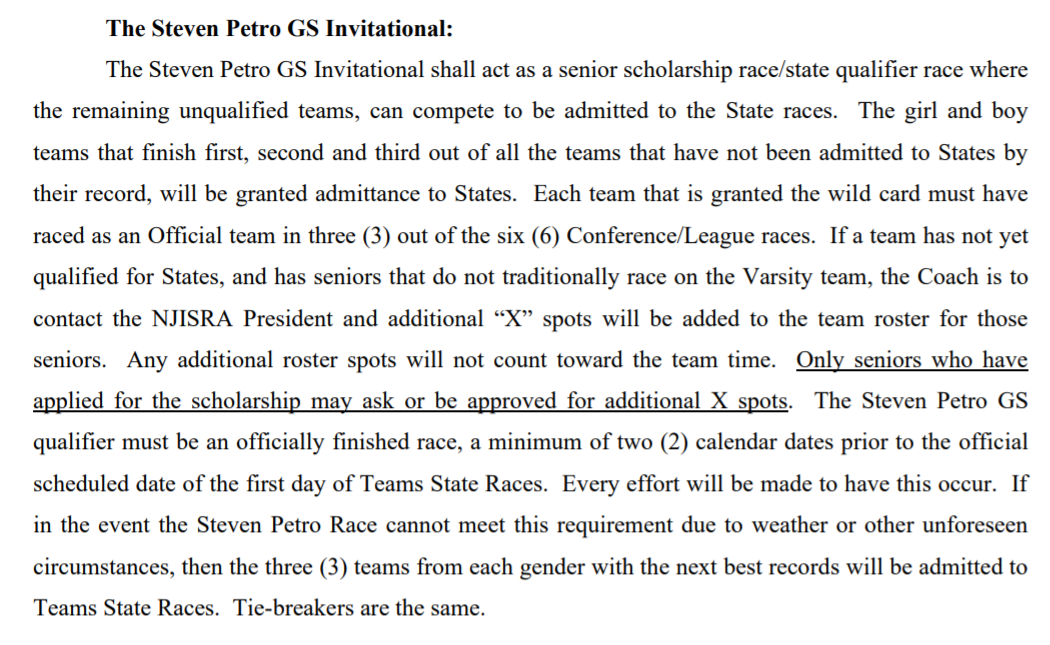 The Steven Petro GS Invitational:
The Steven Petro GS Invitational shall act as a senior scholarship race/state qualifier race where
the remaining unqualified teams, can compete to be admitted to the State races.  The girl and boy
teams that finish first, second and third out of all the teams that have not been admitted to States by
their record, will be granted admittance to States.  Each team that is granted the wild card must have
raced as an Official team in three (3) out of the six (6) Conference/League races.  If a team has not yet
qualified for States, and has seniors that do not traditionally race on the Varsity team, the Coach is to
contact the NJISRA President and additional “X” spots will be added to the team roster for those
seniors.  Any additional roster spots will not count toward the team time.  Only seniors who have
applied for the scholarship may ask or be approved for additional X spots.  The Steven Petro GS
qualifier must be an officially finished race, a minimum of two (2) calendar dates prior to the official
scheduled date of the first day of Teams State Races.  Every effort will be made to have this occur.  If
in the event the Steven Petro Race cannot meet this requirement due to weather or other unforeseen
circumstances, then the three (3) teams from each gender with the next best records will be admitted to
Teams State Races.  Tie-breakers are the same.